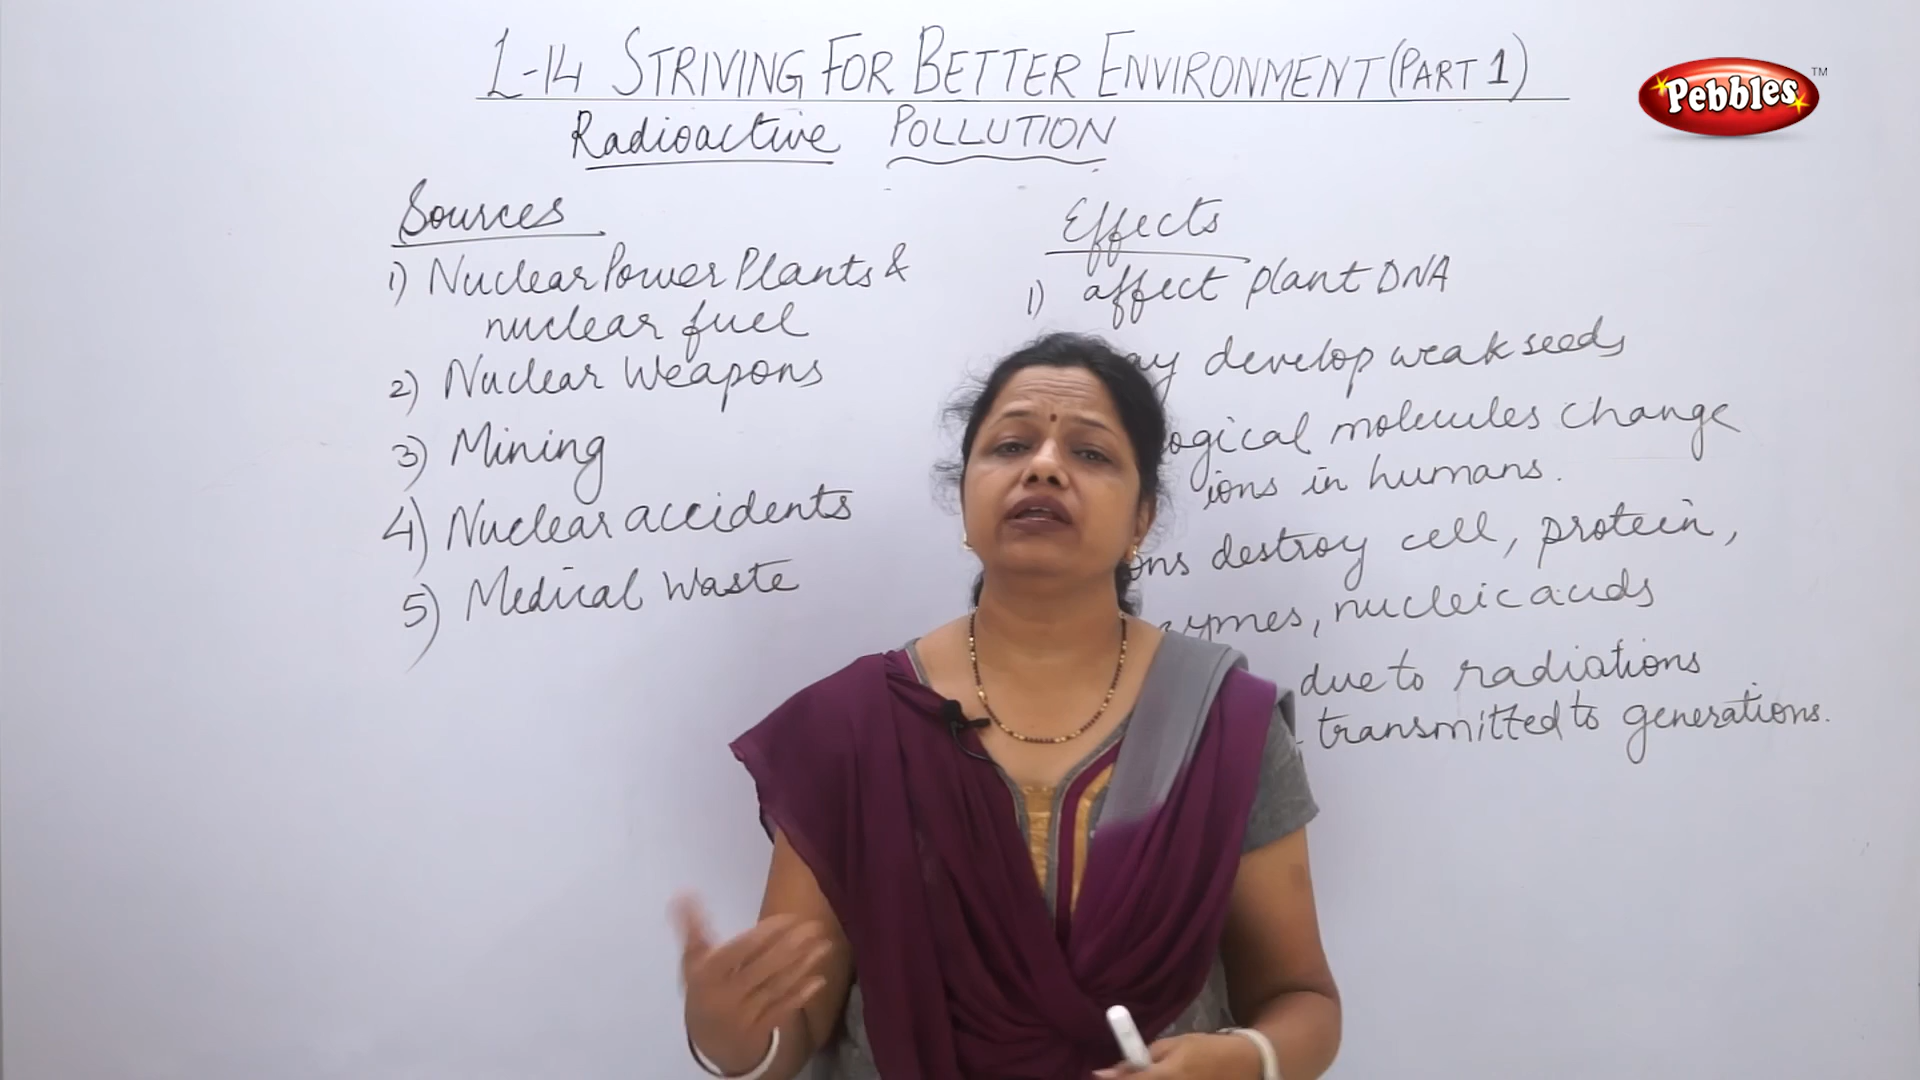 L-14 STRIVING FOR BETTER ENVIRONMENT (PART 1)
Pebbles TM
Radioactive POLLUTION
Sources
1) Nuclear Power Plants &
nuclear fuel
2) Nuclear Weapons
3) Mining
4) Nuclear accidents
5) Medical Waste
Effects
1) affect plant DNA
develop weak seeds
molecules change
in humans.
destroy cell, protein,
nucleic acids
due to radiations
transmitted to generations.